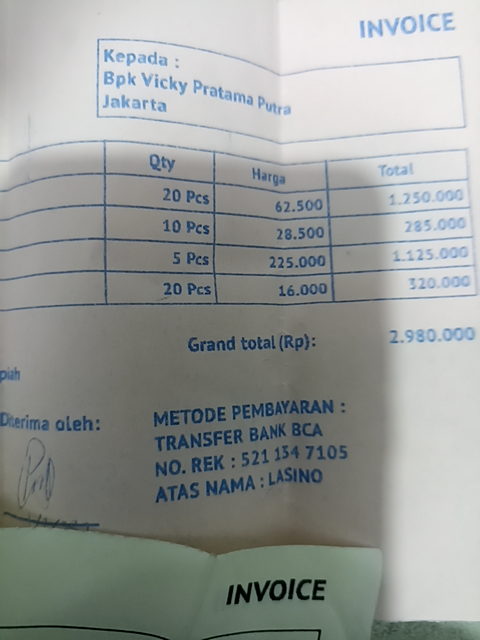 INVOICE
Kepada :
Bpk Vicky Pratama Putra
Jakarta
Qty Harga Total
20 Pcs 62.500 1.250.000
10 Pcs 28.500 285.000
5 Pcs 225.000 1.125.000
20 Pcs 16.000 320.000
Grand total (Rp): 2.980.000
piah
Diterima oleh:
METODE PEMBAYARAN :
TRANSFER BANK BCA
NO. REK : 521 134 7105
ATAS NAMA : LASINO
INVOICE